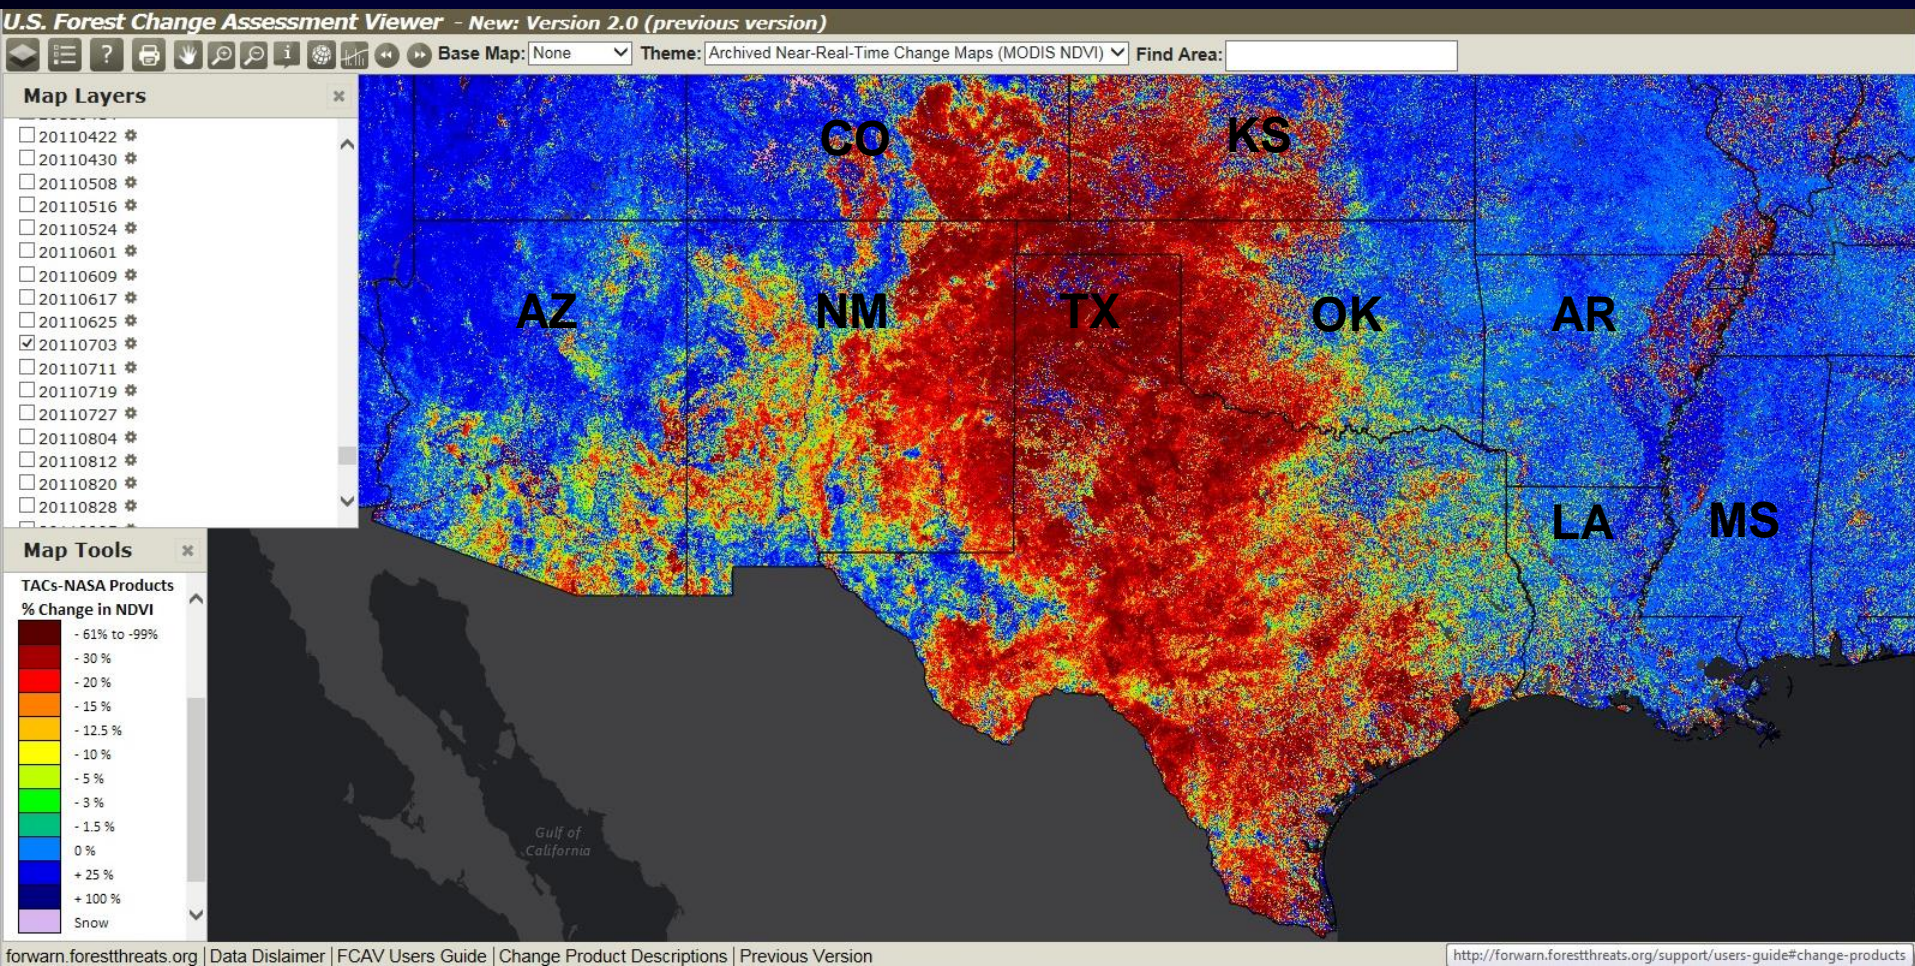 U.S. Forest Change Assessment Viewer - New: Version 2.0 (previous version)
Base Map: None Theme: Archived Near-Real-Time Change Maps (MODIS NDVI) Find Area:
Map Layers
20110422
20110430
20110508
20110516
20110524
20110601
20110609
20110617
20110625
20110703
20110711
20110719
20110727
20110804
20110812
20110820
20110828
CO
KS
AZ
NM
TX
OK
AR
LA
MS
Map Tools
TACs-NASA Products
% Change in NDVI
- 61% to -99%
- 30 %
- 20 %
- 15 %
- 12.5 %
- 10 %
- 5 %
- 3 %
- 1.5 %
0 %
+ 25 %
+ 100 %
Snow
Gulf of
California
forwarn.forestthreats.org | Data Dislaimer | FCAV Users Guide | Change Product Descriptions | Previous Version
http://forwarn.forestthreats.org/support/users-guide#change-products